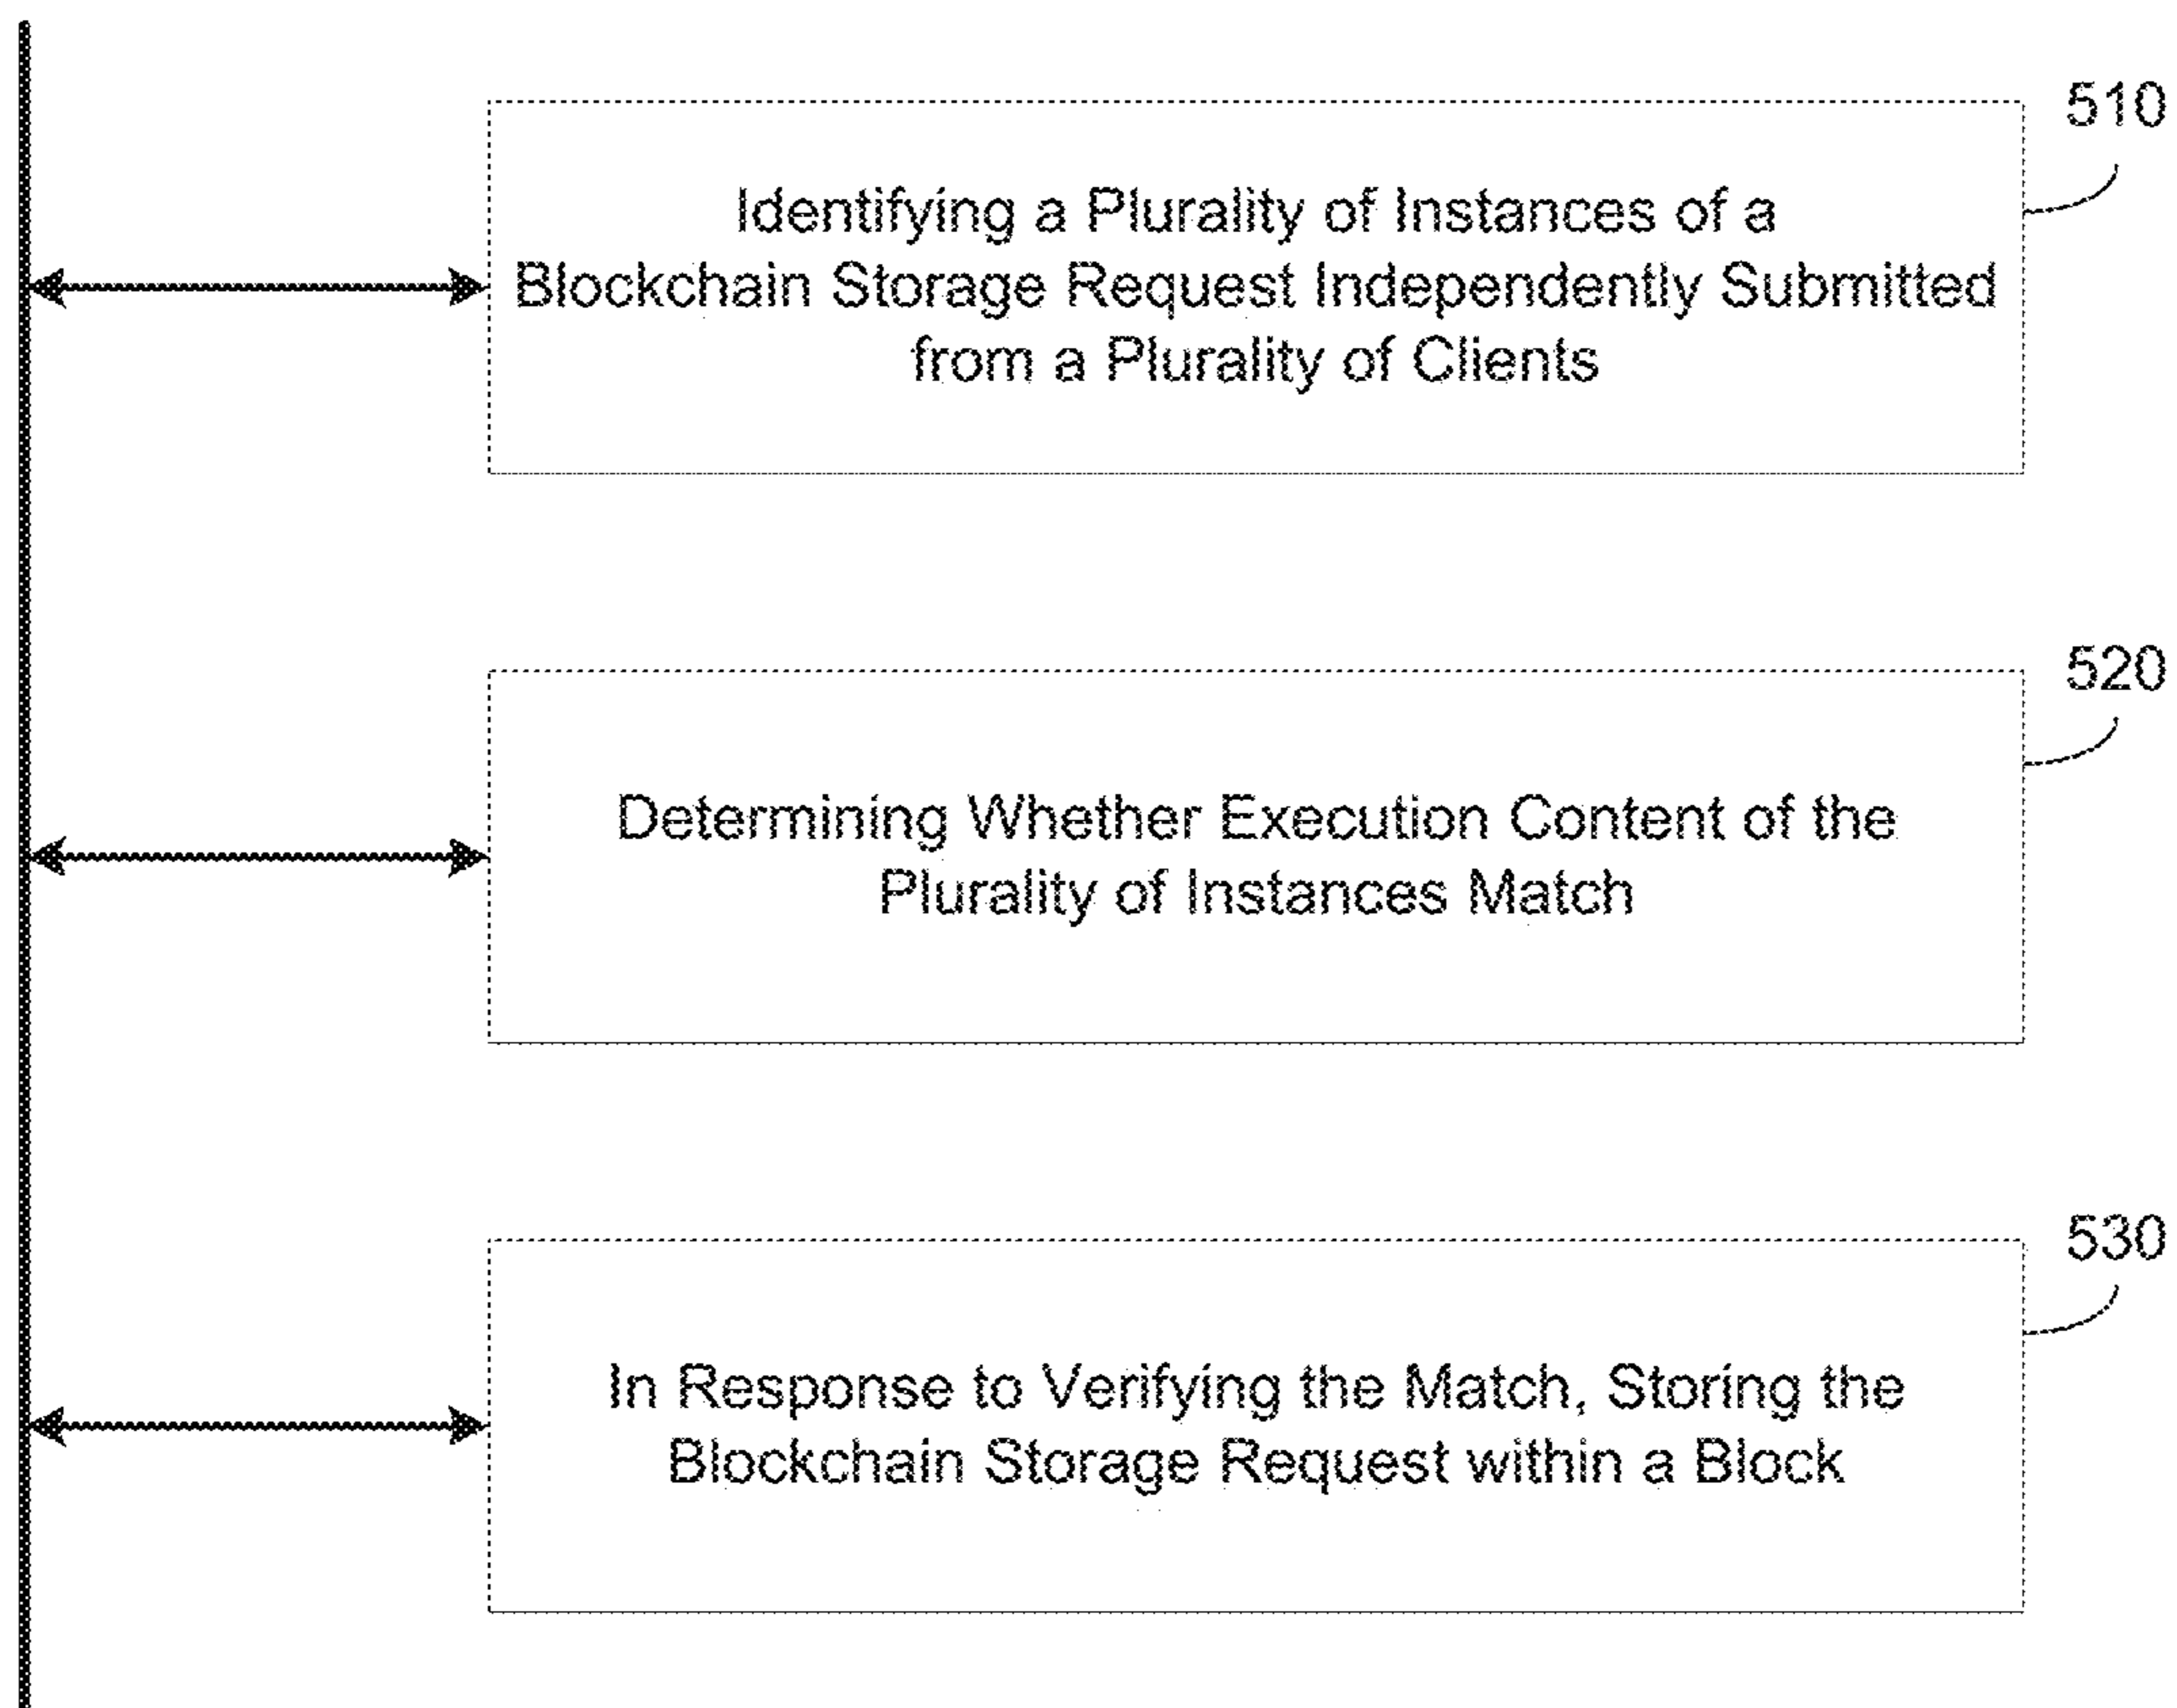 510
Identifying a Plurality of Instances of a
Blockchain Storage Request Independently Submitted
from a Plurality of Clients
520
Determining Whether Execution Content of the
Plurality of Instances Match
530
In Response to Verifying the Match, Storing the
Blockchain Storage Request within a Block